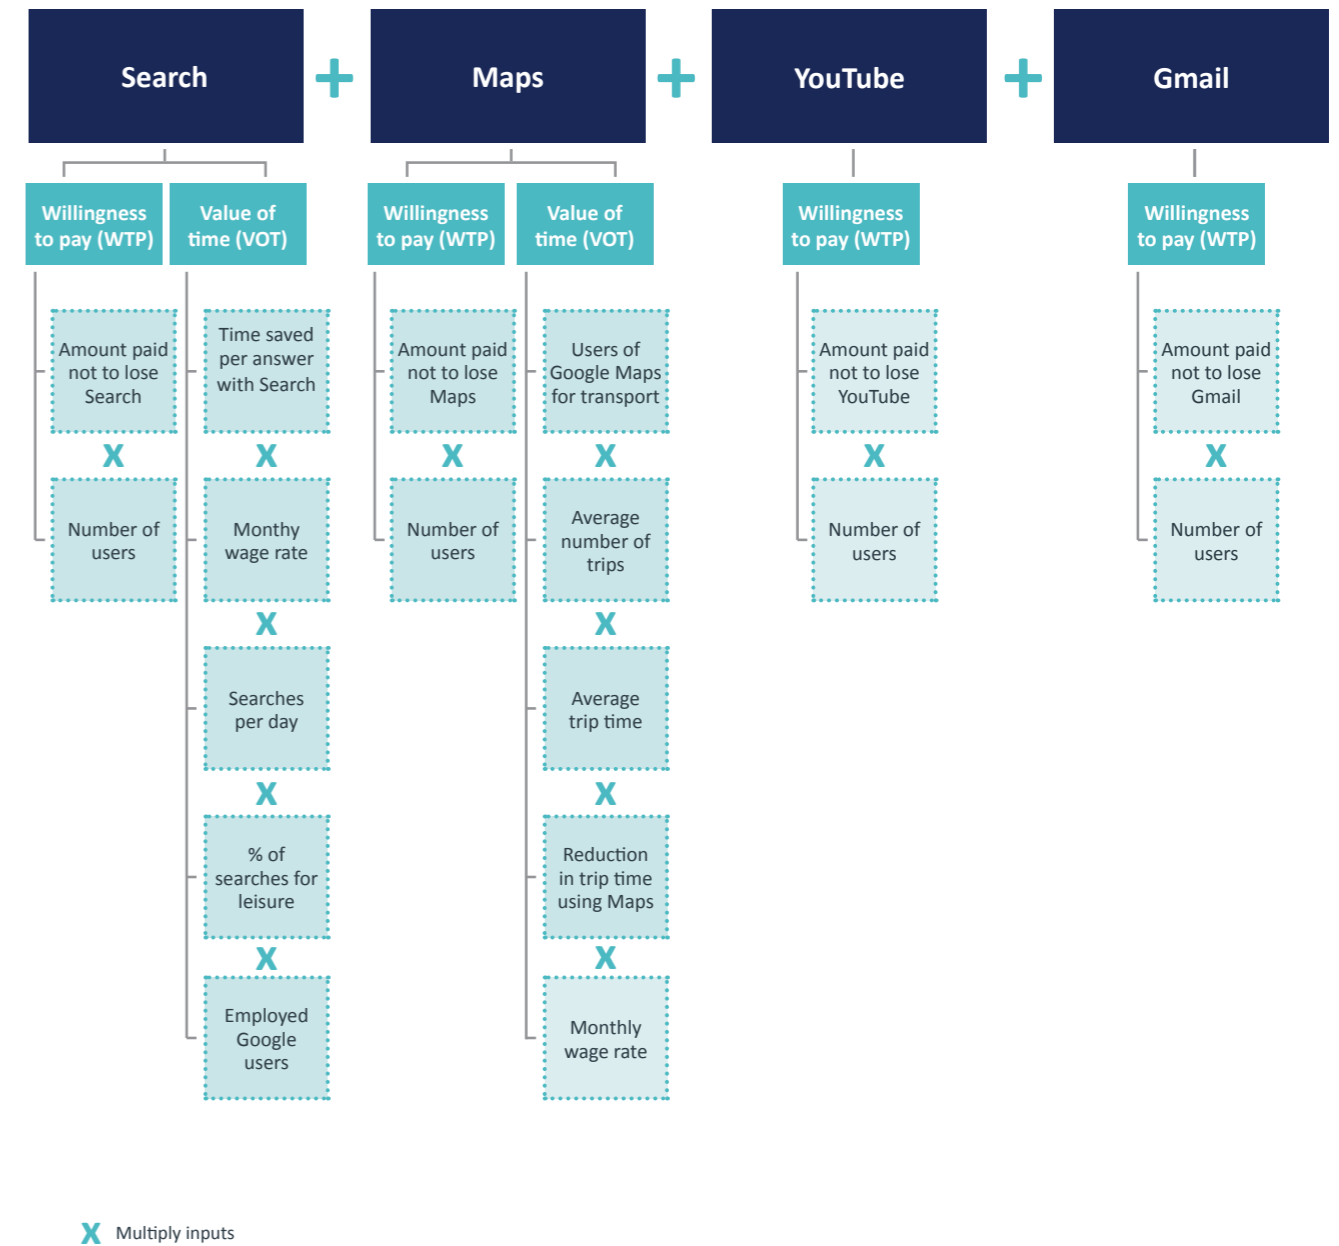 Search
+
Maps
+
YouTube
+
Gmail
Willingness
to pay (WTP)
Value of
time (VOT)
Willingness
to pay (WTP)
Value of
time (VOT)
Willingness
to pay (WTP)
Willingness
to pay (WTP)
Amount paid
not to lose
Search
X
Number of
users
Time saved
per answer
with Search
X
Monthy
wage rate
X
Searches
per day
X
% of
searches for
leisure
X
Employed
Google
users
Amount paid
not to lose
Maps
X
Number of
users
Users of
Google Maps
for transport
X
Average
number of
trips
X
Average
trip time
X
Reduction
in trip time
using Maps
X
Monthly
wage rate
Amount paid
not to lose
YouTube
X
Number of
users
Amount paid
not to lose
Gmail
X
Number of
users
X Multiply inputs